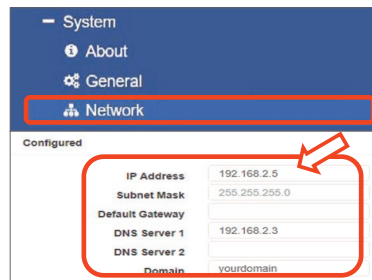 System
About
General
Network
Configured
IP Address 192.168.2.5
Subnet Mask 255.255.255.0
Default Gateway
DNS Server 1 192.168.2.3
DNS Server 2
Domain yourdomain